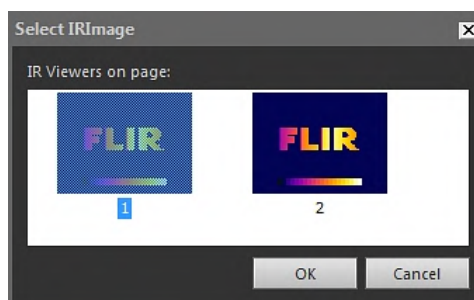 Select IRImage
IR Viewers on page:
FLIR FLIR
1 2
OK Cancel